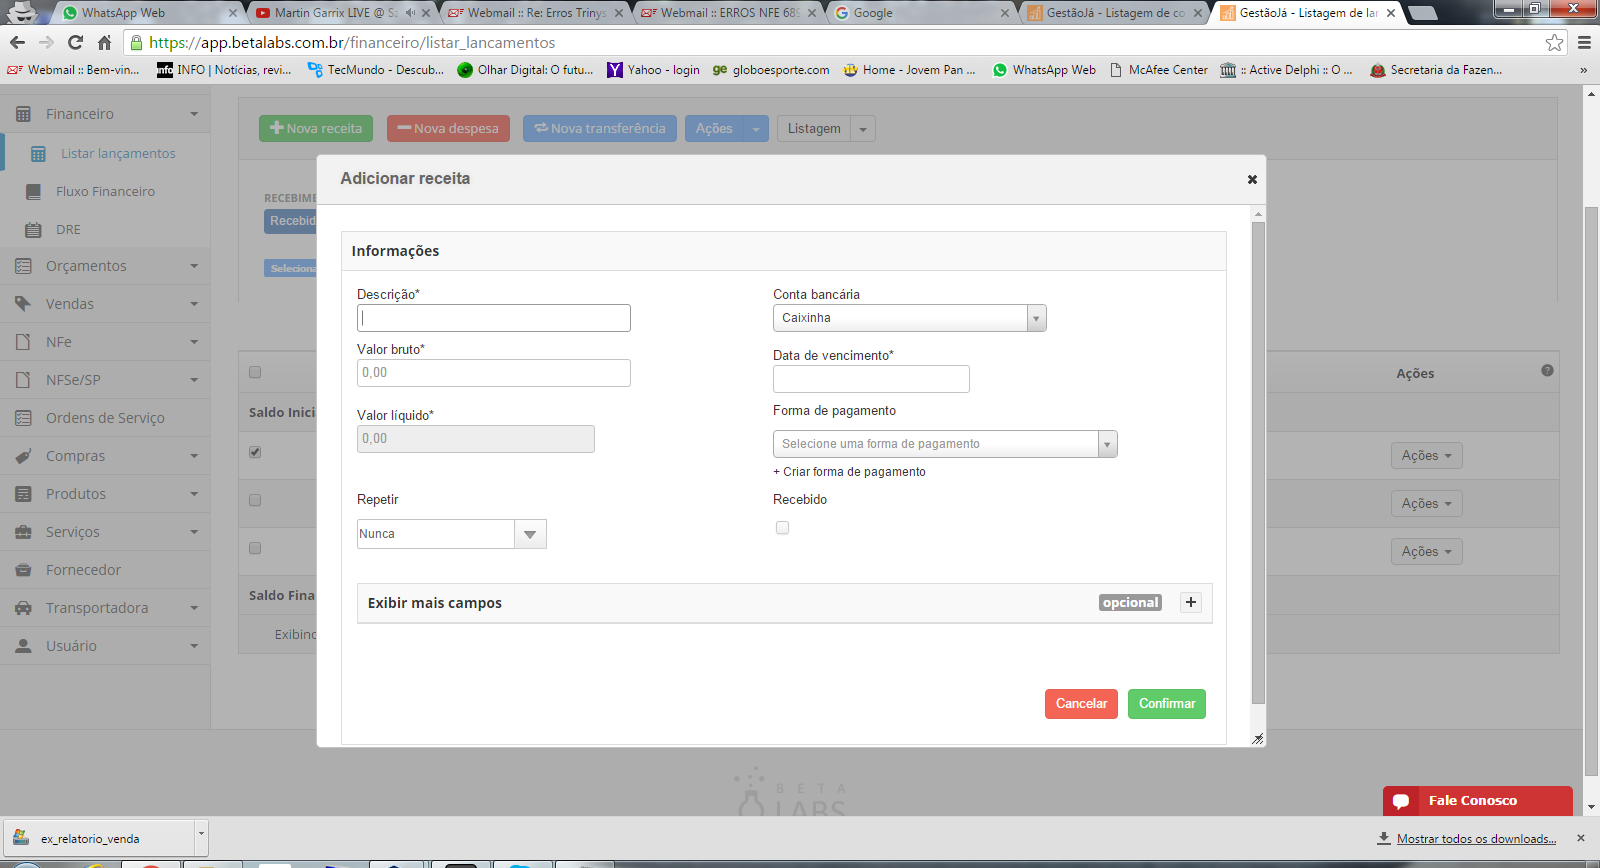 WhatsApp Web
Martin Garrix LIVE @ Sz
Webmail :: Re: Erros Trinys
Webmail :: ERROS NFE 689
Google
GestãoJá - Listagem de co
GestãoJá - Listagem de lar
https://app.betalabs.com.br/financeiro/listar_lancamentos
Webmail :: Bem-vin...
INFO | Notícias, revi...
TecMundo - Descub...
Olhar Digital: O futu...
Yahoo - login
globoesporte.com
Home - Jovem Pan ...
WhatsApp Web
McAfee Center
:: Active Delphi :: O ...
Secretaria da Fazen...
»
Financeiro
Listar lançamentos
Fluxo Financeiro
DRE
Orçamentos
Vendas
NFe
NFSe/SP
Ordens de Serviço
Compras
Produtos
Serviços
Fornecedor
Transportadora
Usuário
Nova receita
Nova despesa
Nova transferência
Ações
Listagem
RECEBIME
Recebid
Seleciona
Saldo Inici
Saldo Fina
Exibinc
Ações
Ações
Ações
Ações
Adicionar receita
Informações
Descrição*
Conta bancária
Caixinha
Valor bruto*
0,00
Data de vencimento*
Valor líquido*
0,00
Forma de pagamento
Selecione uma forma de pagamento
+ Criar forma de pagamento
Repetir
Nunca
Recebido
Exibir mais campos
opcional
+
Cancelar
Confirmar
BETA
LABS
Fale Conosco
ex_relatorio_venda
Mostrar todos os downloads...